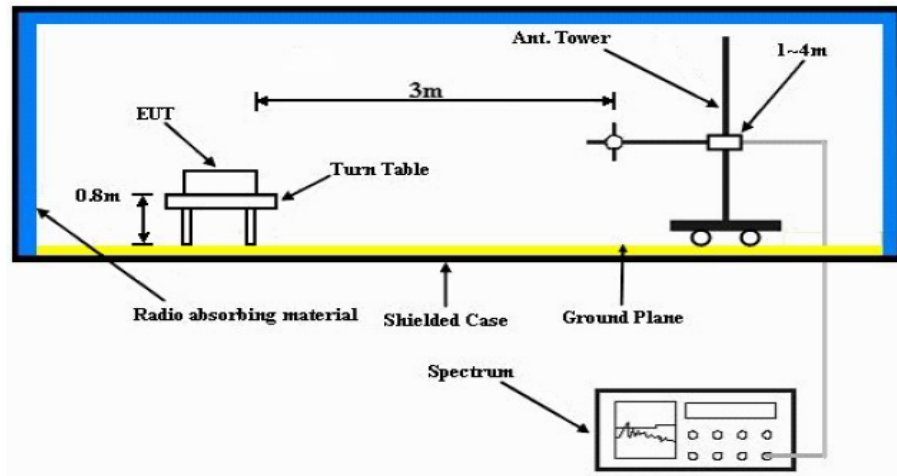 Ant. Tower
1~4m
3m
EUT
Turn Table
0.8m
Radio absorbing material
Shielded Case
Ground Plane
Spectrum